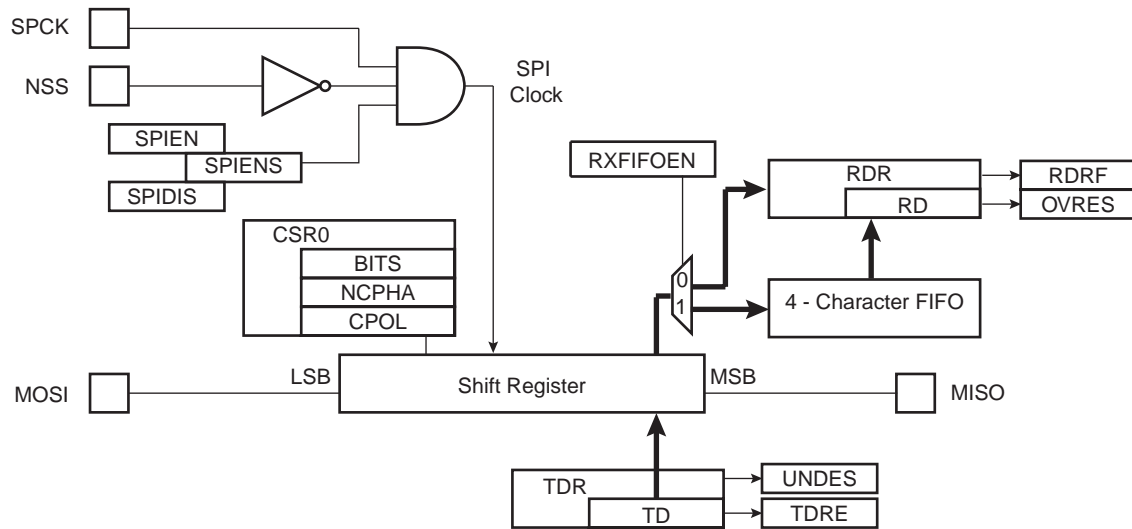 SPCK
NSS
SPI
Clock
SPIEN
SPIENS
SPIDIS
RXFIFOEN
RDR
RD
RDRF
OVRES
CSR0
BITS
NCPHA
CPOL
0
1
4 - Character FIFO
MOSI
LSB
Shift Register
MSB
MISO
TDR
TD
UNDES
TDRE